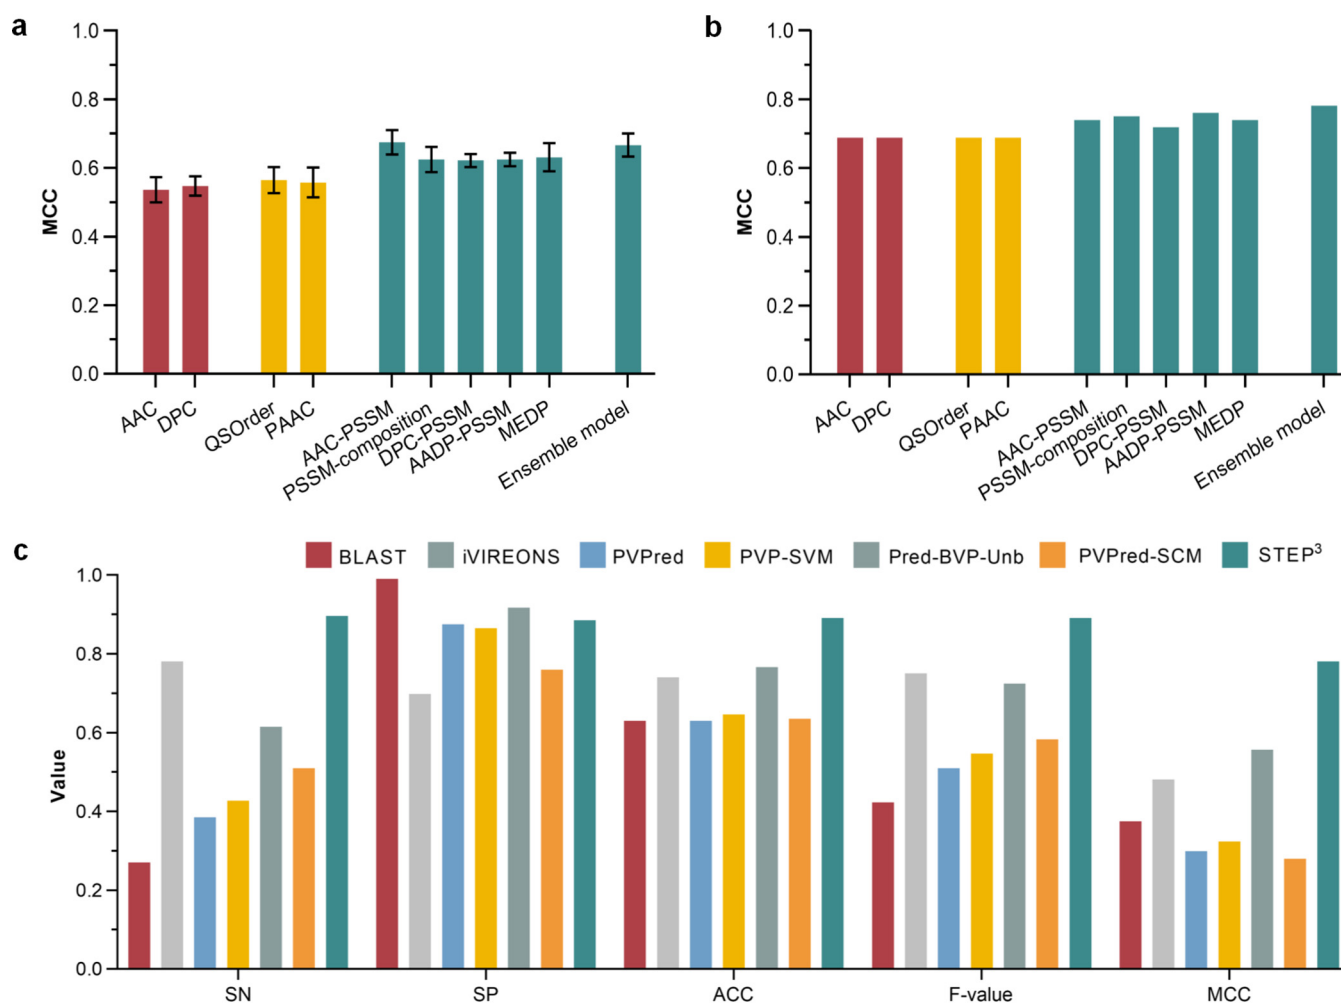 a
1.0
0.8
0.6
0.4
0.2
0.0
MCC
AAC
DPC
QSOrder
PAAC
AAC-PSSM
PSSM-composition
DPC-PSSM
AADP-PSSM
MEDP
Ensemble model
b
1.0
0.8
0.6
0.4
0.2
0.0
MCC
AAC
DPC
QSOrder
PAAC
AAC-PSSM
PSSM-composition
DPC-PSSM
AADP-PSSM
MEDP
Ensemble model
c
BLAST iVIREONS PVPred PVP-SVM Pred-BVP-Unb PVPred-SCM STEP³
1.0
0.8
0.6
0.4
0.2
0.0
Value
SN SP ACC F-value MCC